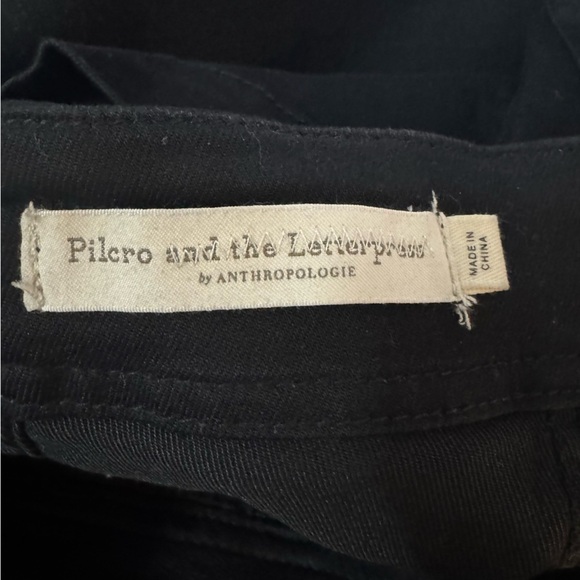 Pilcro and the Letterpress
by ANTHROPOLOGIE
MADE IN
CHINA